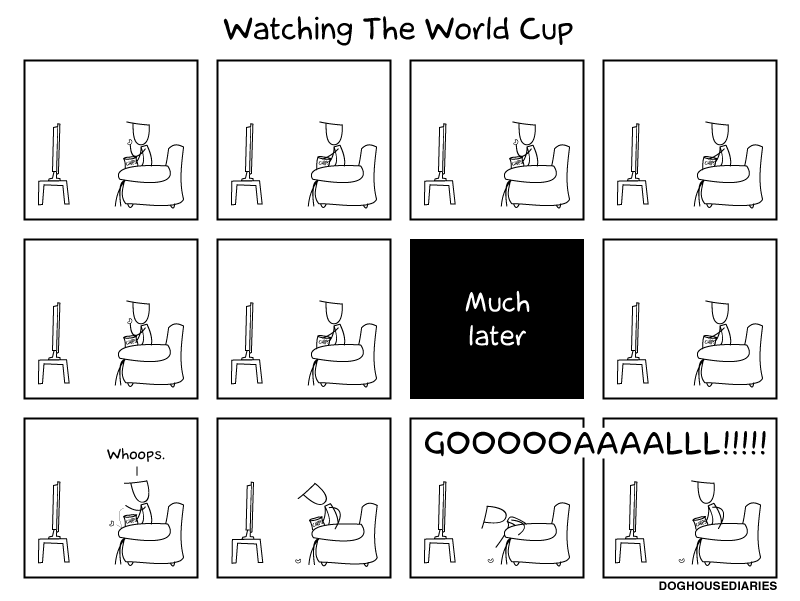 Watching The World Cup
Much
later
Whoops.
GOOOOOAAAALLL!!!!!
DOGHOUSEDIARIES